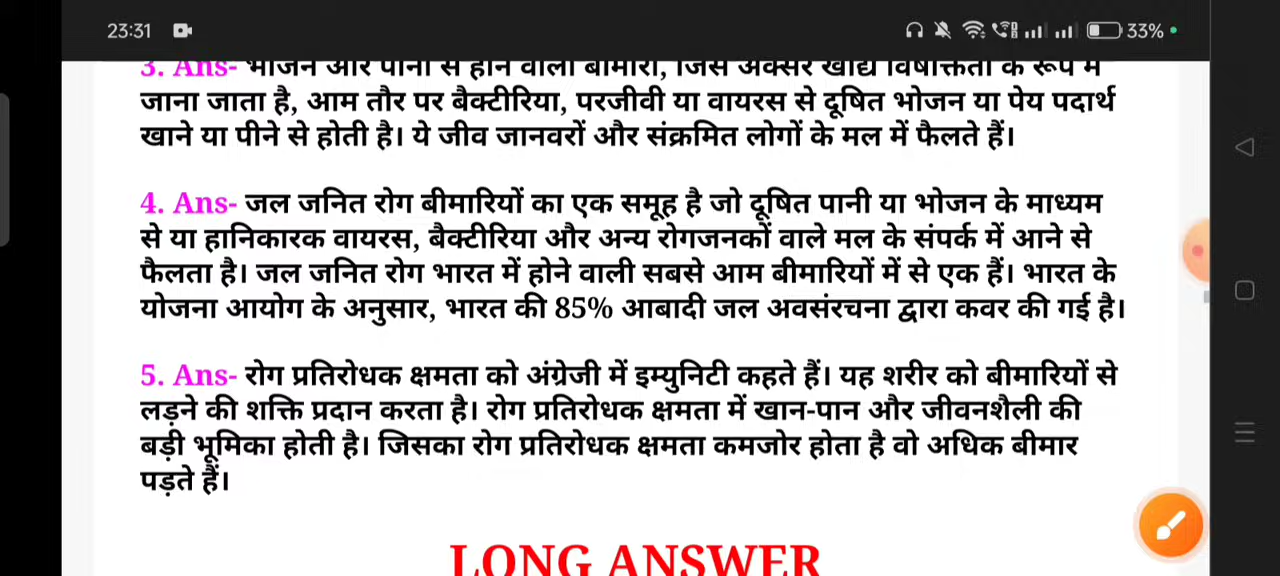 23:31
33%
3. Ans- भोजन और पानी से होने वाली बीमारी, जिसे अक्सर खाद्य विषाक्तता के रूप में
जाना जाता है, आम तौर पर बैक्टीरिया, परजीवी या वायरस से दूषित भोजन या पेय पदार्थ
खाने या पीने से होती है। ये जीव जानवरों और संक्रमित लोगों के मल में फैलते हैं।
4. Ans- जल जनित रोग बीमारियों का एक समूह है जो दूषित पानी या भोजन के माध्यम
से या हानिकारक वायरस, बैक्टीरिया और अन्य रोगजनकों वाले मल के संपर्क में आने से
फैलता है। जल जनित रोग भारत में होने वाली सबसे आम बीमारियों में से एक हैं। भारत के
योजना आयोग के अनुसार, भारत की 85% आबादी जल अवसंरचना द्वारा कवर की गई है।
5. Ans- रोग प्रतिरोधक क्षमता को अंग्रेजी में इम्युनिटी कहते हैं। यह शरीर को बीमारियों से
लड़ने की शक्ति प्रदान करता है। रोग प्रतिरोधक क्षमता में खान-पान और जीवनशैली की
बड़ी भूमिका होती है। जिसका रोग प्रतिरोधक क्षमता कमजोर होता है वो अधिक बीमार
पड़ते हैं।
LONG ANSWER